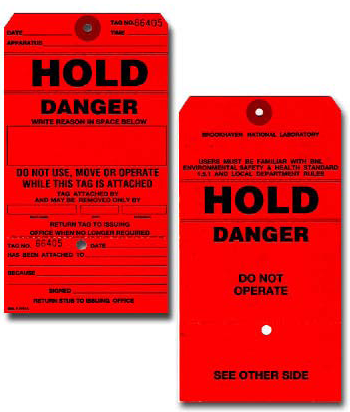 TAG NO. 66405
DATE TIME
APPARATUS
HOLD
DANGER
WRITE REASON IN SPACE BELOW
DO NOT USE, MOVE OR OPERATE
WHILE THIS TAG IS ATTACHED
TAG ATTACHED BY
AND MAY BE REMOVED ONLY BY
RETURN TAG TO ISSUING
OFFICE WHEN NO LONGER REQUIRED
TAG NO. 66405 DATE
HAS BEEN ATTACHED TO
BECAUSE
SIGNED
RETURN STUB TO ISSUING OFFICE
BROOKHAVEN NATIONAL LABORATORY
USERS MUST BE FAMILIAR WITH BNL
ENVIRONMENTAL SAFETY & HEALTH STANDARD
1.5.1 AND LOCAL DEPARTMENT RULES
HOLD
DANGER
DO NOT
OPERATE
SEE OTHER SIDE